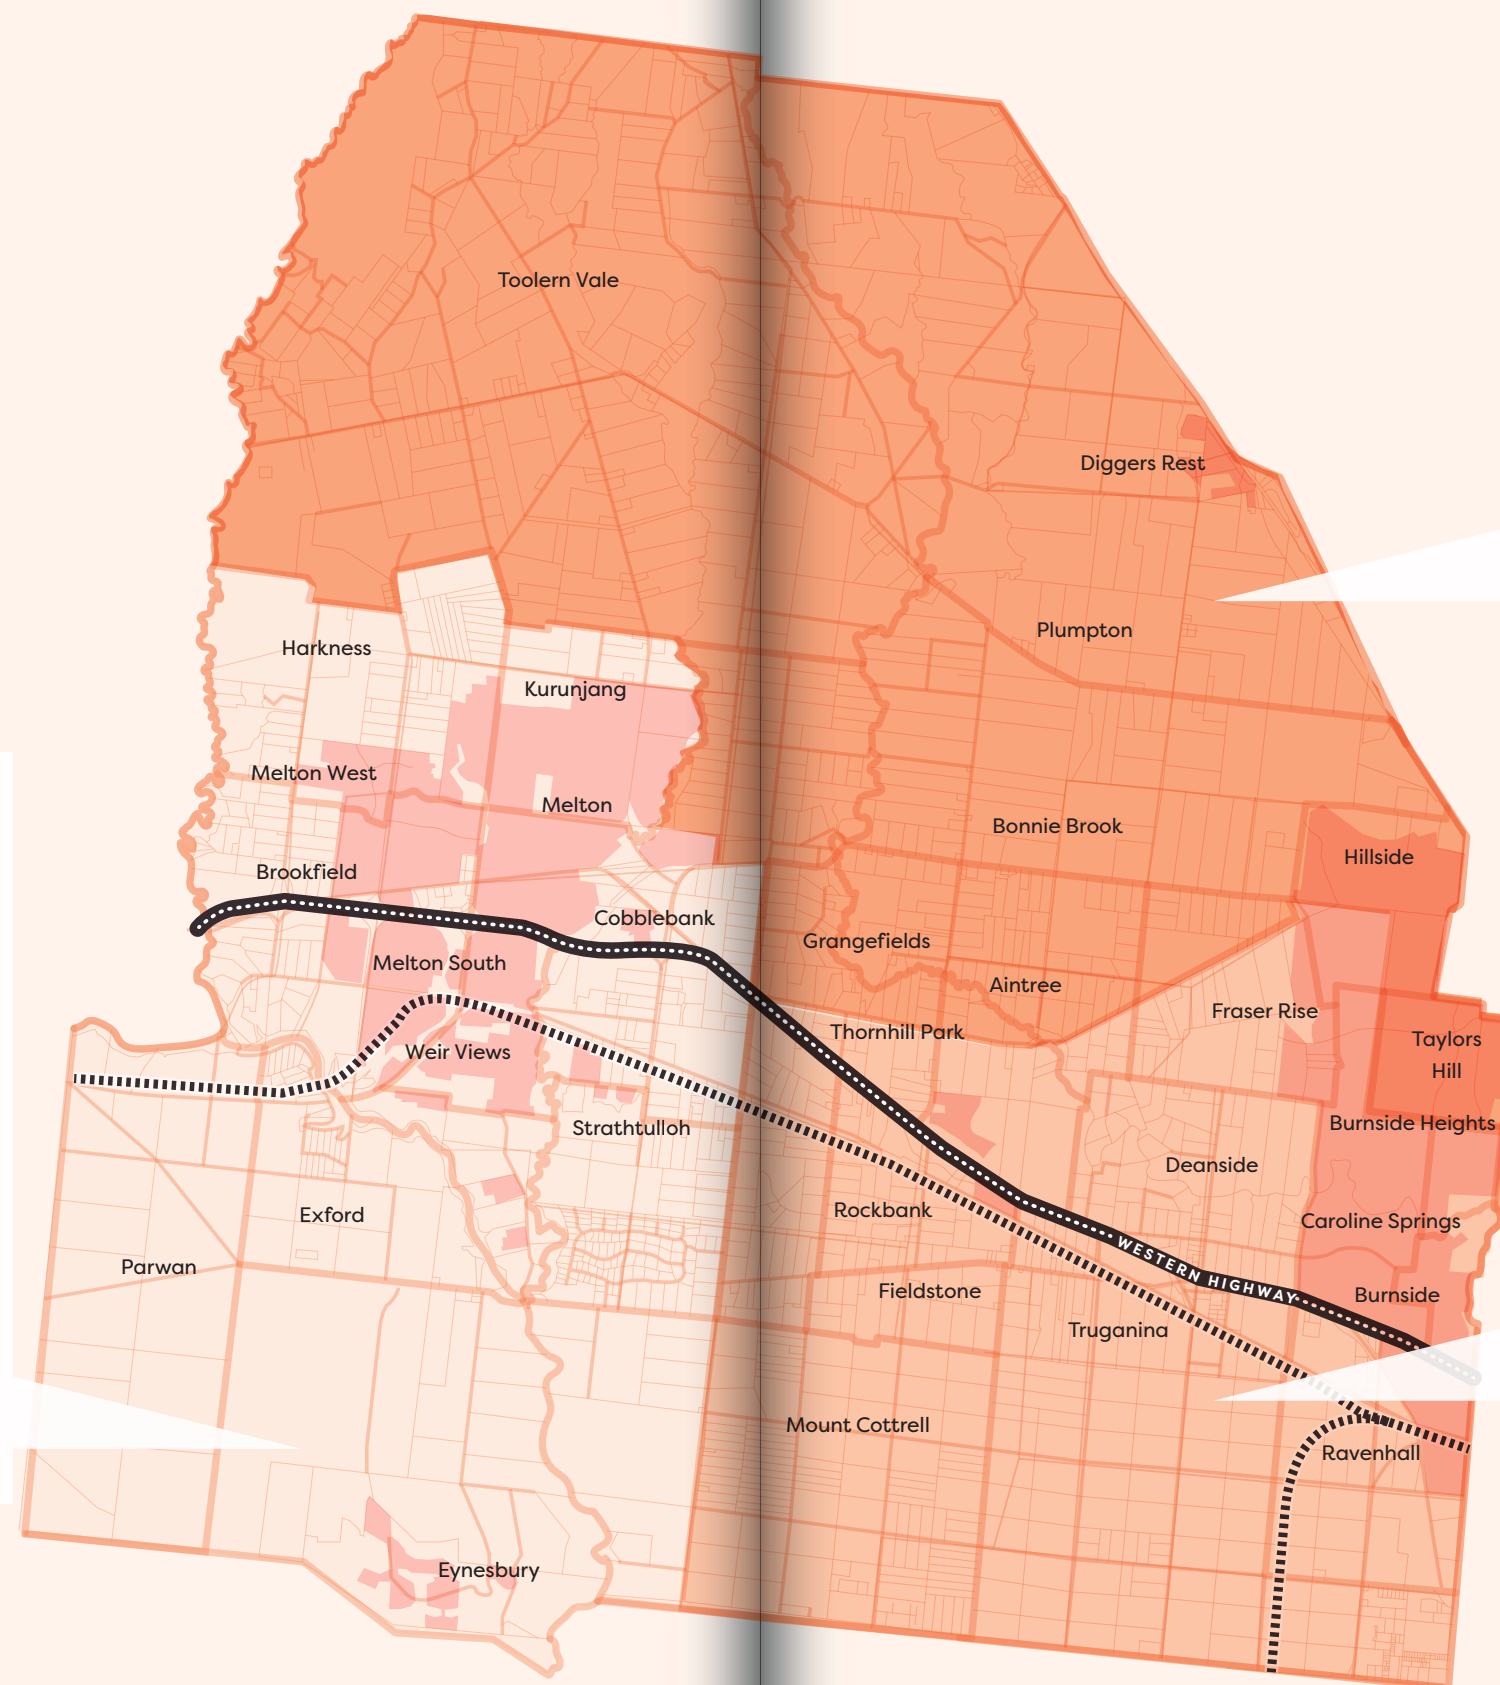 Toolern Vale
Diggers Rest
Plumpton
Harkness
Kurunjang
Melton West
Melton
Bonnie Brook
Hillside
Brookfield
Cobblebank
Grangefields
Melton South
Aintree
Fraser Rise
Thornhill Park
Taylors
Hill
Weir Views
Burnside Heights
Strathtulloh
Deanside
Rockbank
Exford
Caroline Springs
WESTERN HIGHWAY
Parwan
Fieldstone
Burnside
Truganina
Mount Cottrell
Ravenhall
Eynesbury